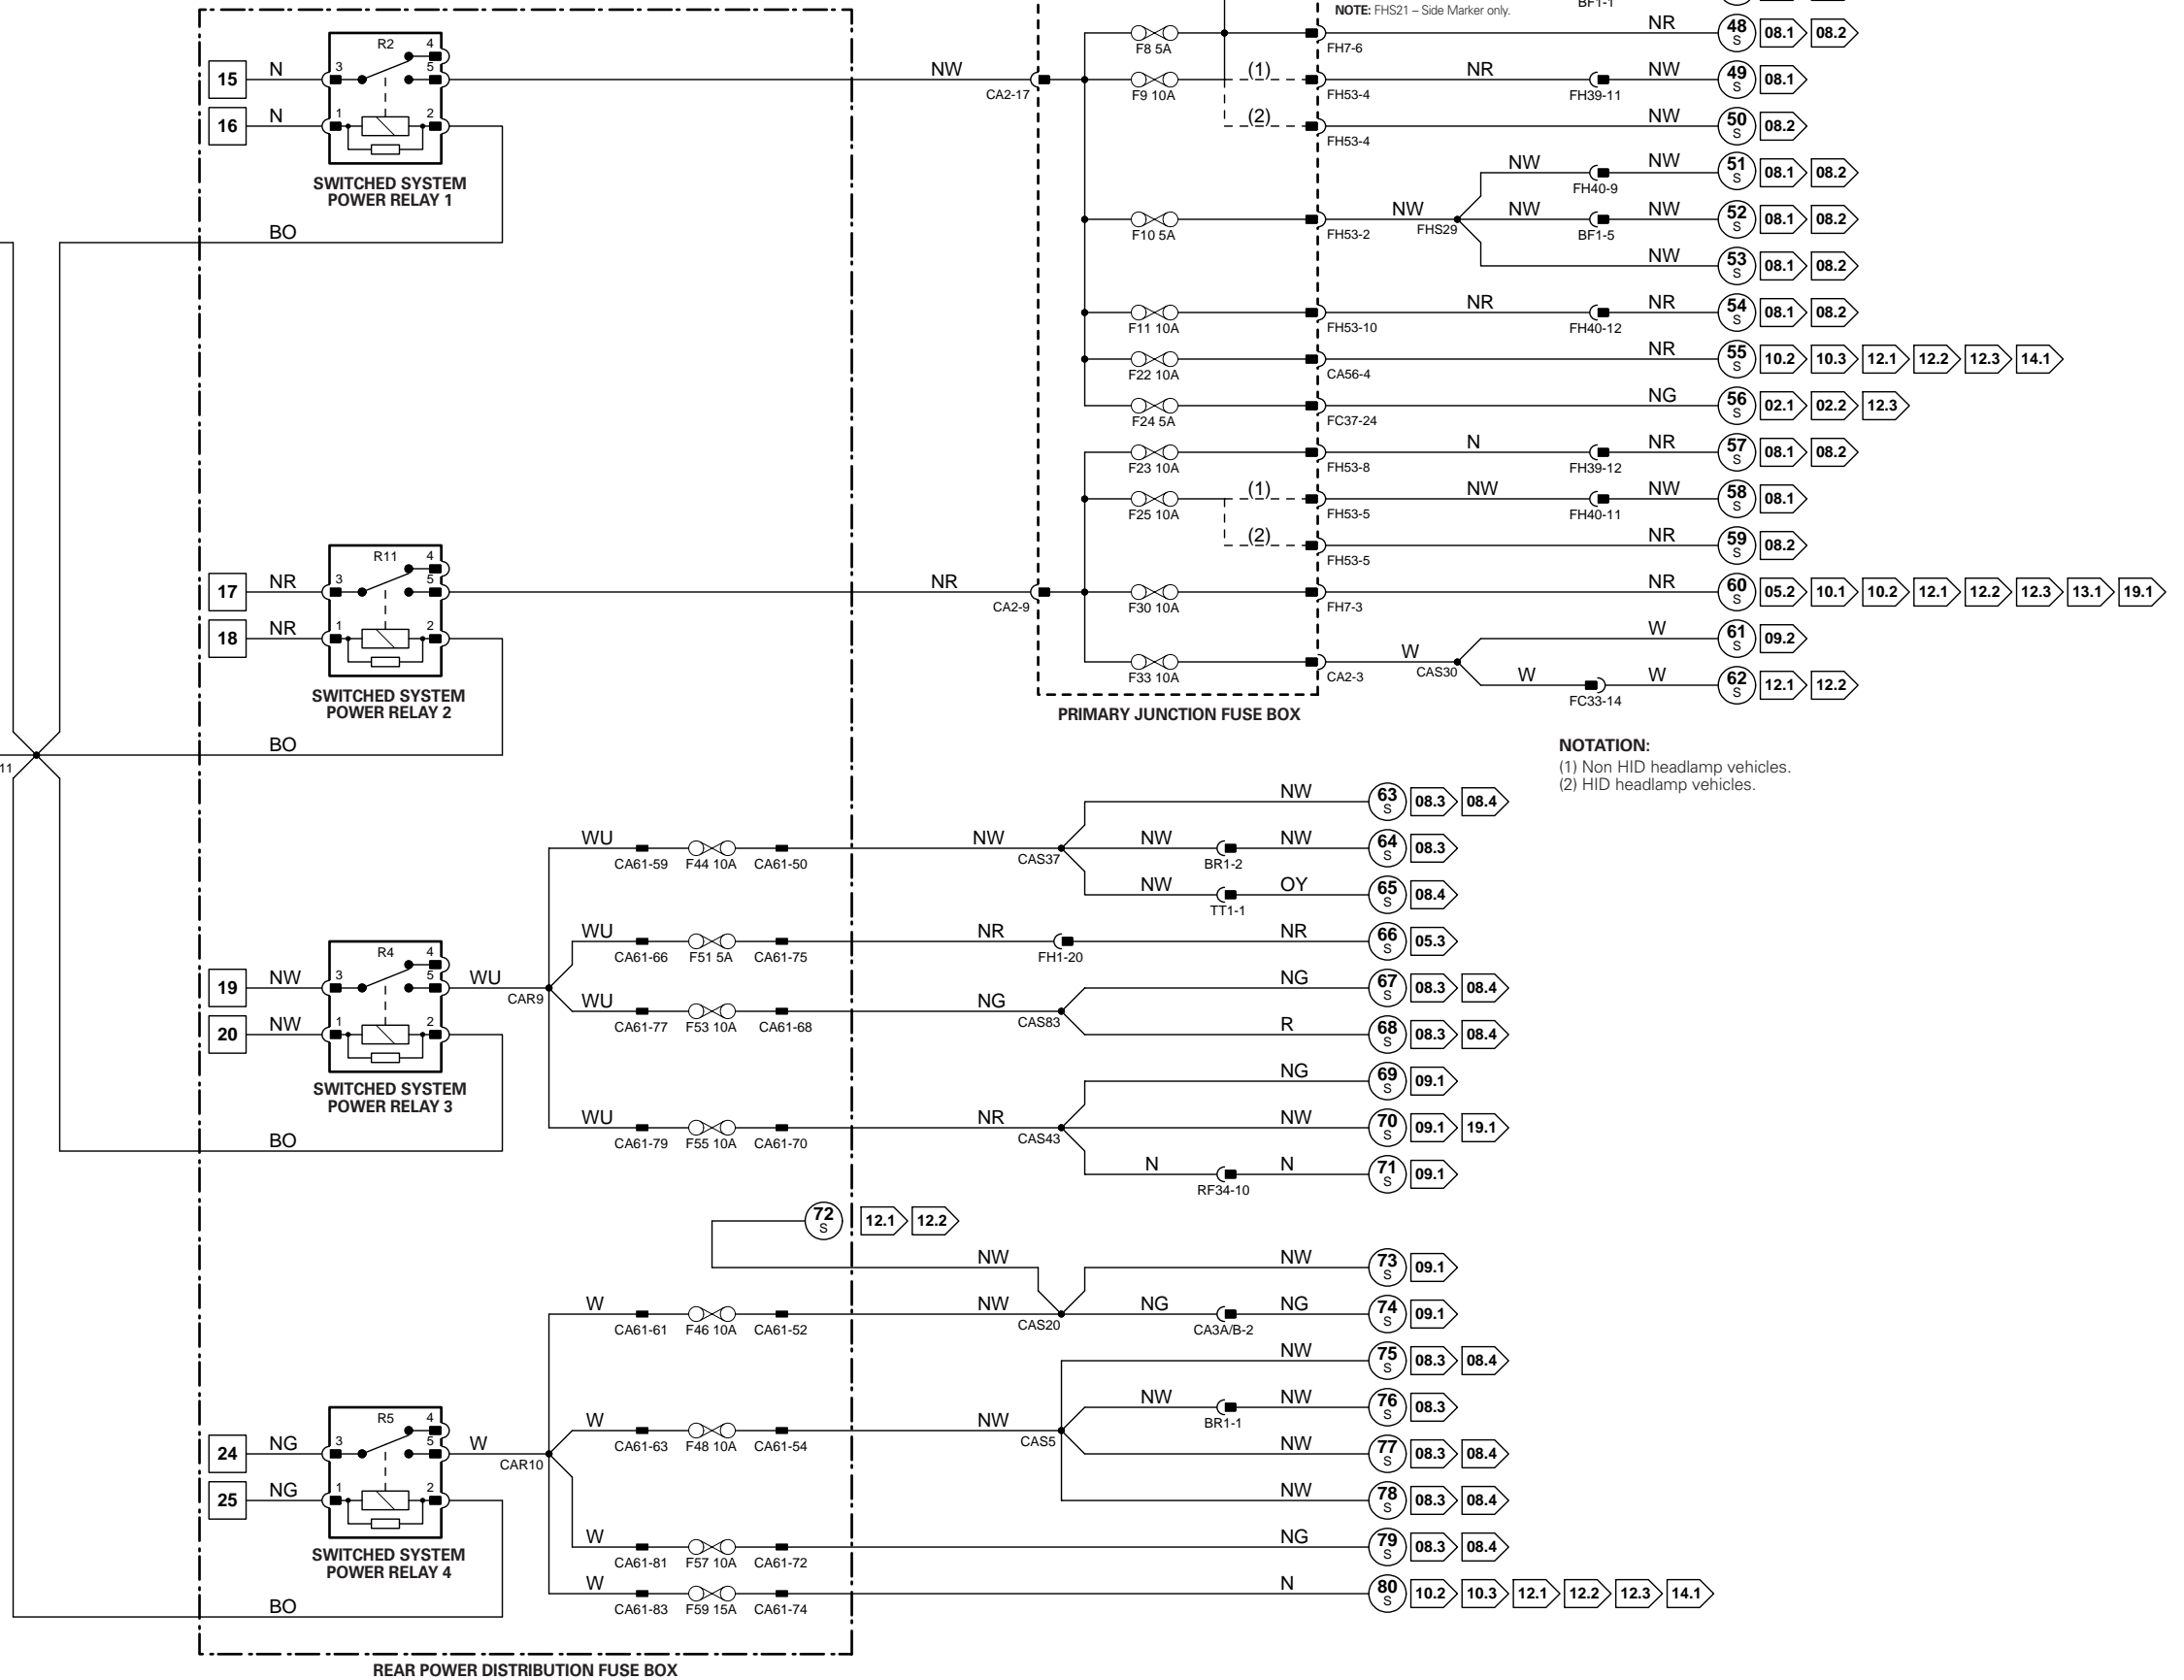 NOTE: FHS21 – Side Marker only.
BF1-1
R2
4
3
5
1
2
15
N
16
N
SWITCHED SYSTEM
POWER RELAY 1
BO
NW
CA2-17
F8 5A
FH7-6
NR
48
S
08.1
08.2
F9 10A
(1)
FH53-4
NR
FH39-11
NW
49
S
08.1
(2)
FH53-4
NW
50
S
08.2
NW
FH40-9
NW
51
S
08.1
08.2
F10 5A
FH53-2
NW
FHS29
NW
BF1-5
NW
52
S
08.1
08.2
NW
53
S
08.1
08.2
F11 10A
FH53-10
NR
FH40-12
NR
54
S
08.1
08.2
F22 10A
CA56-4
NR
55
S
10.2
10.3
12.1
12.2
12.3
14.1
F24 5A
FC37-24
NG
56
S
02.1
02.2
12.3
F23 10A
FH53-8
N
FH39-12
NR
57
S
08.1
08.2
F25 10A
(1)
FH53-5
NW
FH40-11
NW
58
S
08.1
(2)
FH53-5
NR
59
S
08.2
R11
4
3
5
1
2
17
NR
18
NR
SWITCHED SYSTEM
POWER RELAY 2
BO
11
NR
CA2-9
F30 10A
FH7-3
NR
60
S
05.2
10.1
10.2
12.1
12.2
12.3
13.1
19.1
F33 10A
CA2-3
W
CAS30
W
61
S
09.2
W
FC33-14
W
62
S
12.1
12.2
PRIMARY JUNCTION FUSE BOX
NOTATION:
(1) Non HID headlamp vehicles.
(2) HID headlamp vehicles.
R4
4
3
5
1
2
19
NW
20
NW
SWITCHED SYSTEM
POWER RELAY 3
BO
WU
CAR9
WU
CA61-59
F44 10A
CA61-50
NW
CAS37
NW
63
S
08.3
08.4
NW
BR1-2
NW
64
S
08.3
NW
TT1-1
OY
65
S
08.4
WU
CA61-66
F51 5A
CA61-75
NR
FH1-20
NR
66
S
05.3
WU
CA61-77
F53 10A
CA61-68
NG
CAS83
NG
67
S
08.3
08.4
R
68
S
08.3
08.4
WU
CA61-79
F55 10A
CA61-70
NR
CAS43
NG
69
S
09.1
NW
70
S
09.1
19.1
N
RF34-10
N
71
S
09.1
72
S
12.1
12.2
NW
NW
73
S
09.1
W
CA61-61
F46 10A
CA61-52
NW
CAS20
NG
CA3A/B-2
NG
74
S
09.1
NW
75
S
08.3
08.4
R5
4
3
5
1
2
24
NG
25
NG
SWITCHED SYSTEM
POWER RELAY 4
BO
W
CAR10
W
CA61-63
F48 10A
CA61-54
NW
CAS5
NW
BR1-1
NW
76
S
08.3
NW
77
S
08.3
08.4
NW
78
S
08.3
08.4
W
CA61-81
F57 10A
CA61-72
NG
79
S
08.3
08.4
W
CA61-83
F59 15A
CA61-74
N
80
S
10.2
10.3
12.1
12.2
12.3
14.1
REAR POWER DISTRIBUTION FUSE BOX